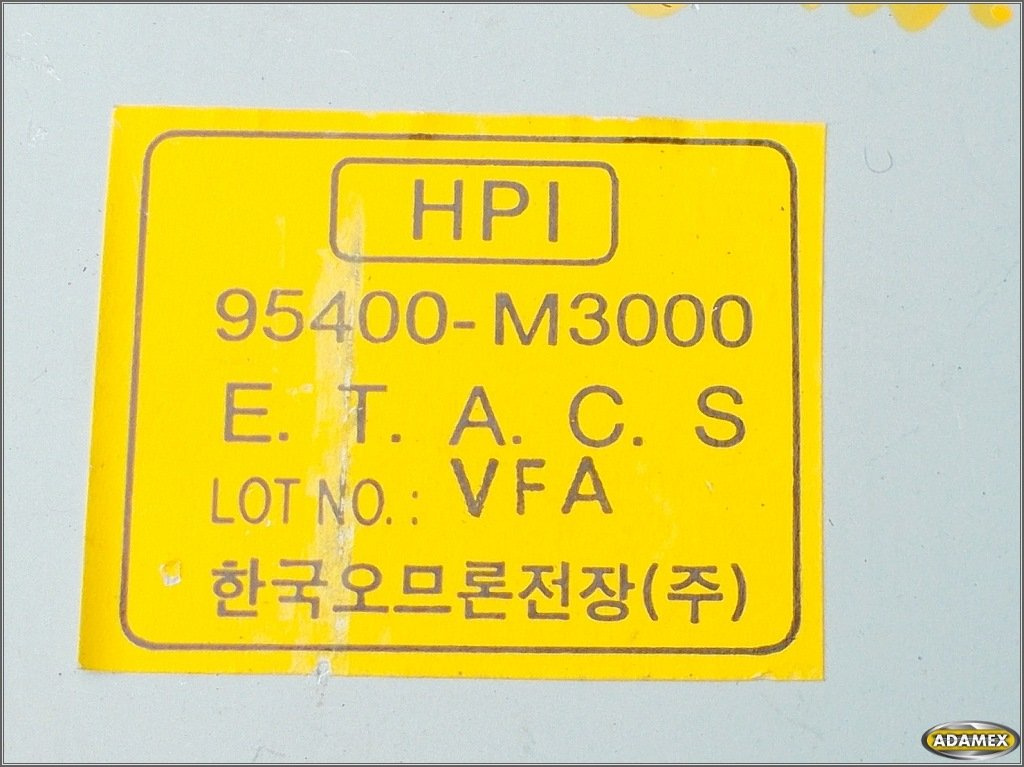 HPI
95400-M3000
E. T. A. C. S
LOT NO. : VFA
한국오므론전장(주)
ADAMEX